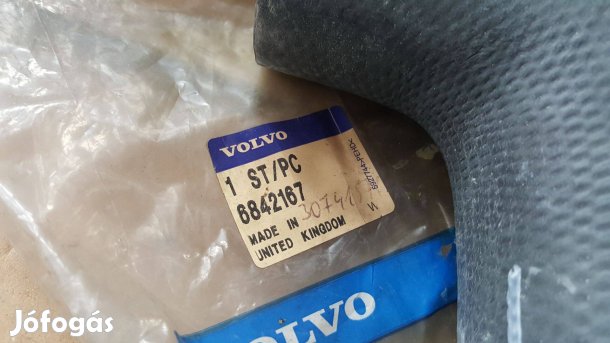 VOLVO
1 ST/PC
6842167
MADE IN
UNITED KINGDOM
VOLVO
Jófogás